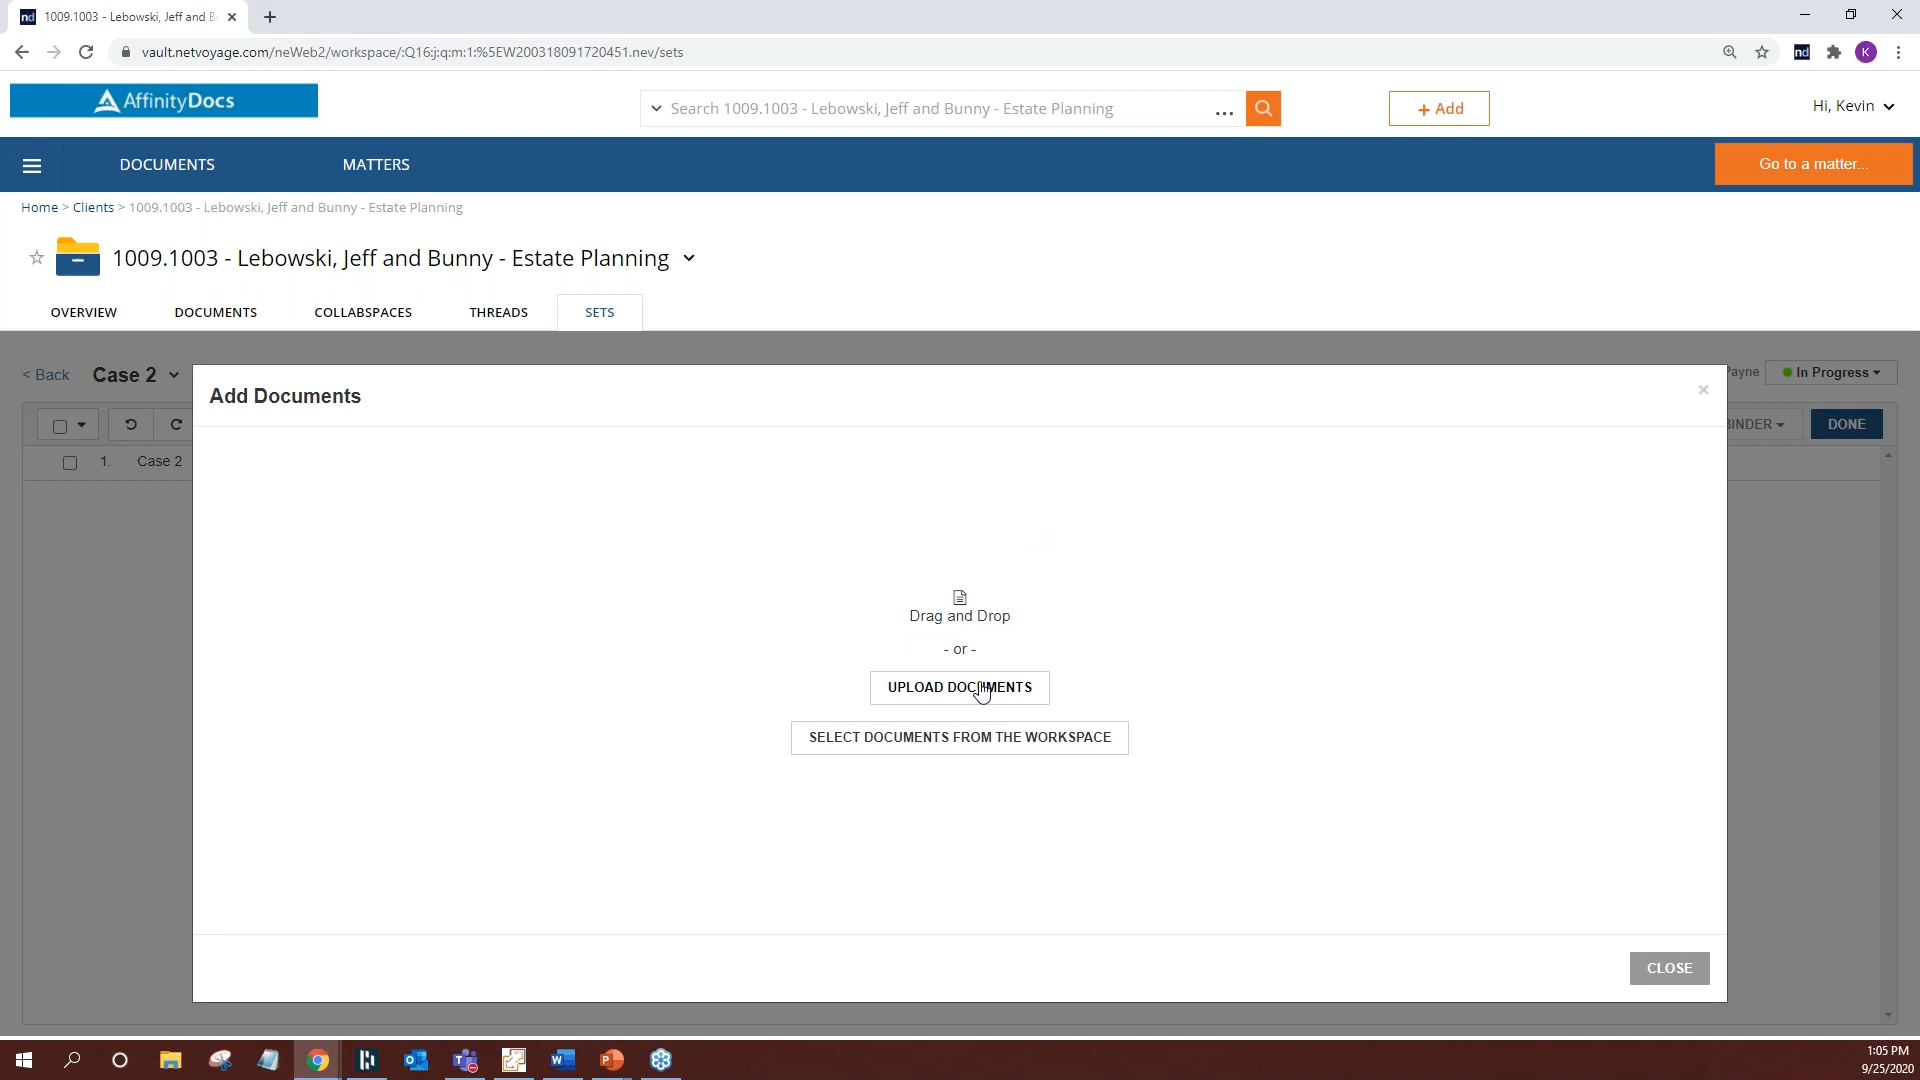 nd 1009.1003 - Lebowski, Jeff and B
vault.netvoyage.com/neWeb2/workspace/:Q16:j:q:m:1:%5EW200318091720451.nev/sets
nd
K
AffinityDocs
Search 1009.1003 - Lebowski, Jeff and Bunny - Estate Planning
...
+ Add
Hi, Kevin
DOCUMENTS
MATTERS
Go to a matter...
Home > Clients > 1009.1003 - Lebowski, Jeff and Bunny - Estate Planning
1009.1003 - Lebowski, Jeff and Bunny - Estate Planning
OVERVIEW
DOCUMENTS
COLLABSPACES
THREADS
SETS
< Back
Case 2
Payne
In Progress
Add Documents
×
BINDER
DONE
1. Case 2
Drag and Drop
- or -
UPLOAD DOCUMENTS
SELECT DOCUMENTS FROM THE WORKSPACE
CLOSE
1:05 PM
9/25/2020